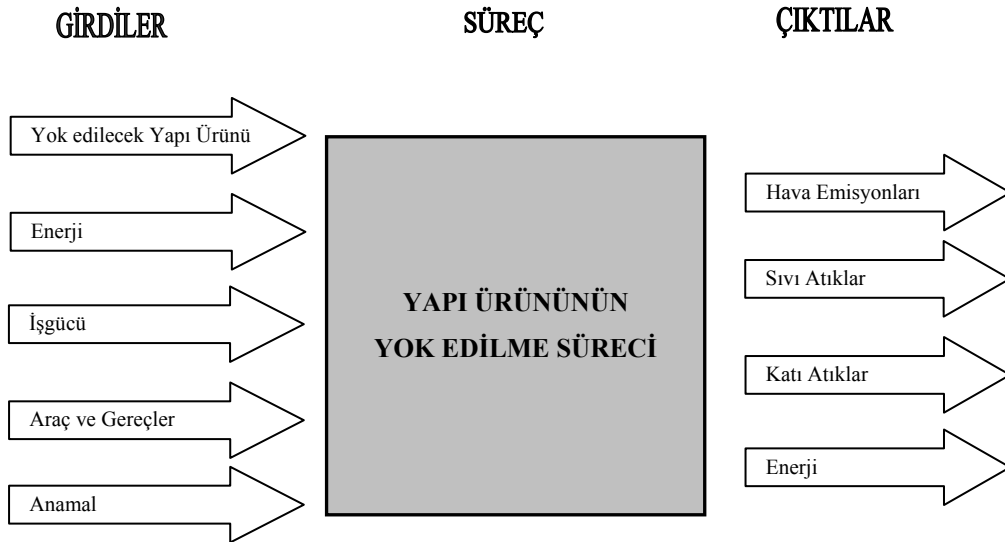 GİRDİLER
SÜREÇ
ÇIKTILAR
Yok edilecek Yapı Ürünü
Enerji
İşgücü
Araç ve Gereçler
Anamal
YAPI ÜRÜNÜNÜN
YOK EDİLME SÜRECİ
Hava Emisyonları
Sıvı Atıklar
Katı Atıklar
Enerji